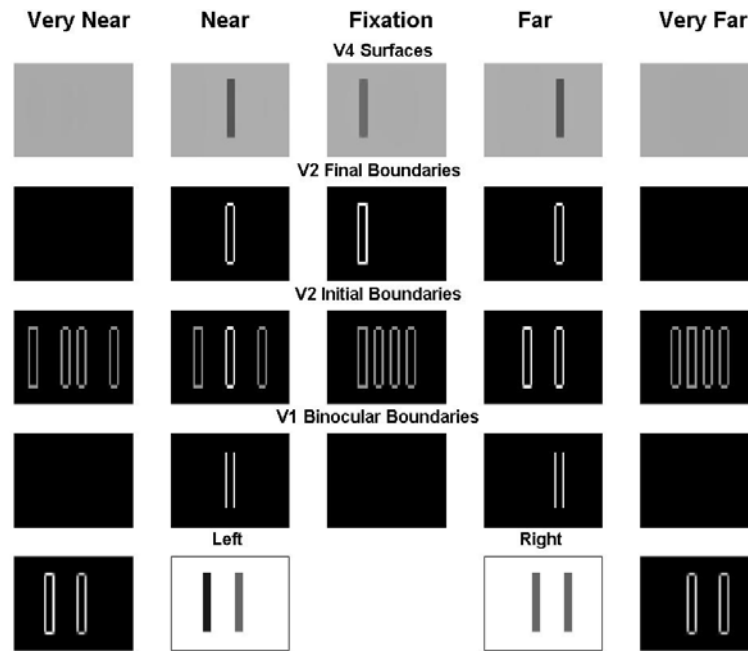 Very Near Near Fixation Far Very Far
V4 Surfaces
V2 Final Boundaries
V2 Initial Boundaries
V1 Binocular Boundaries
Left Right